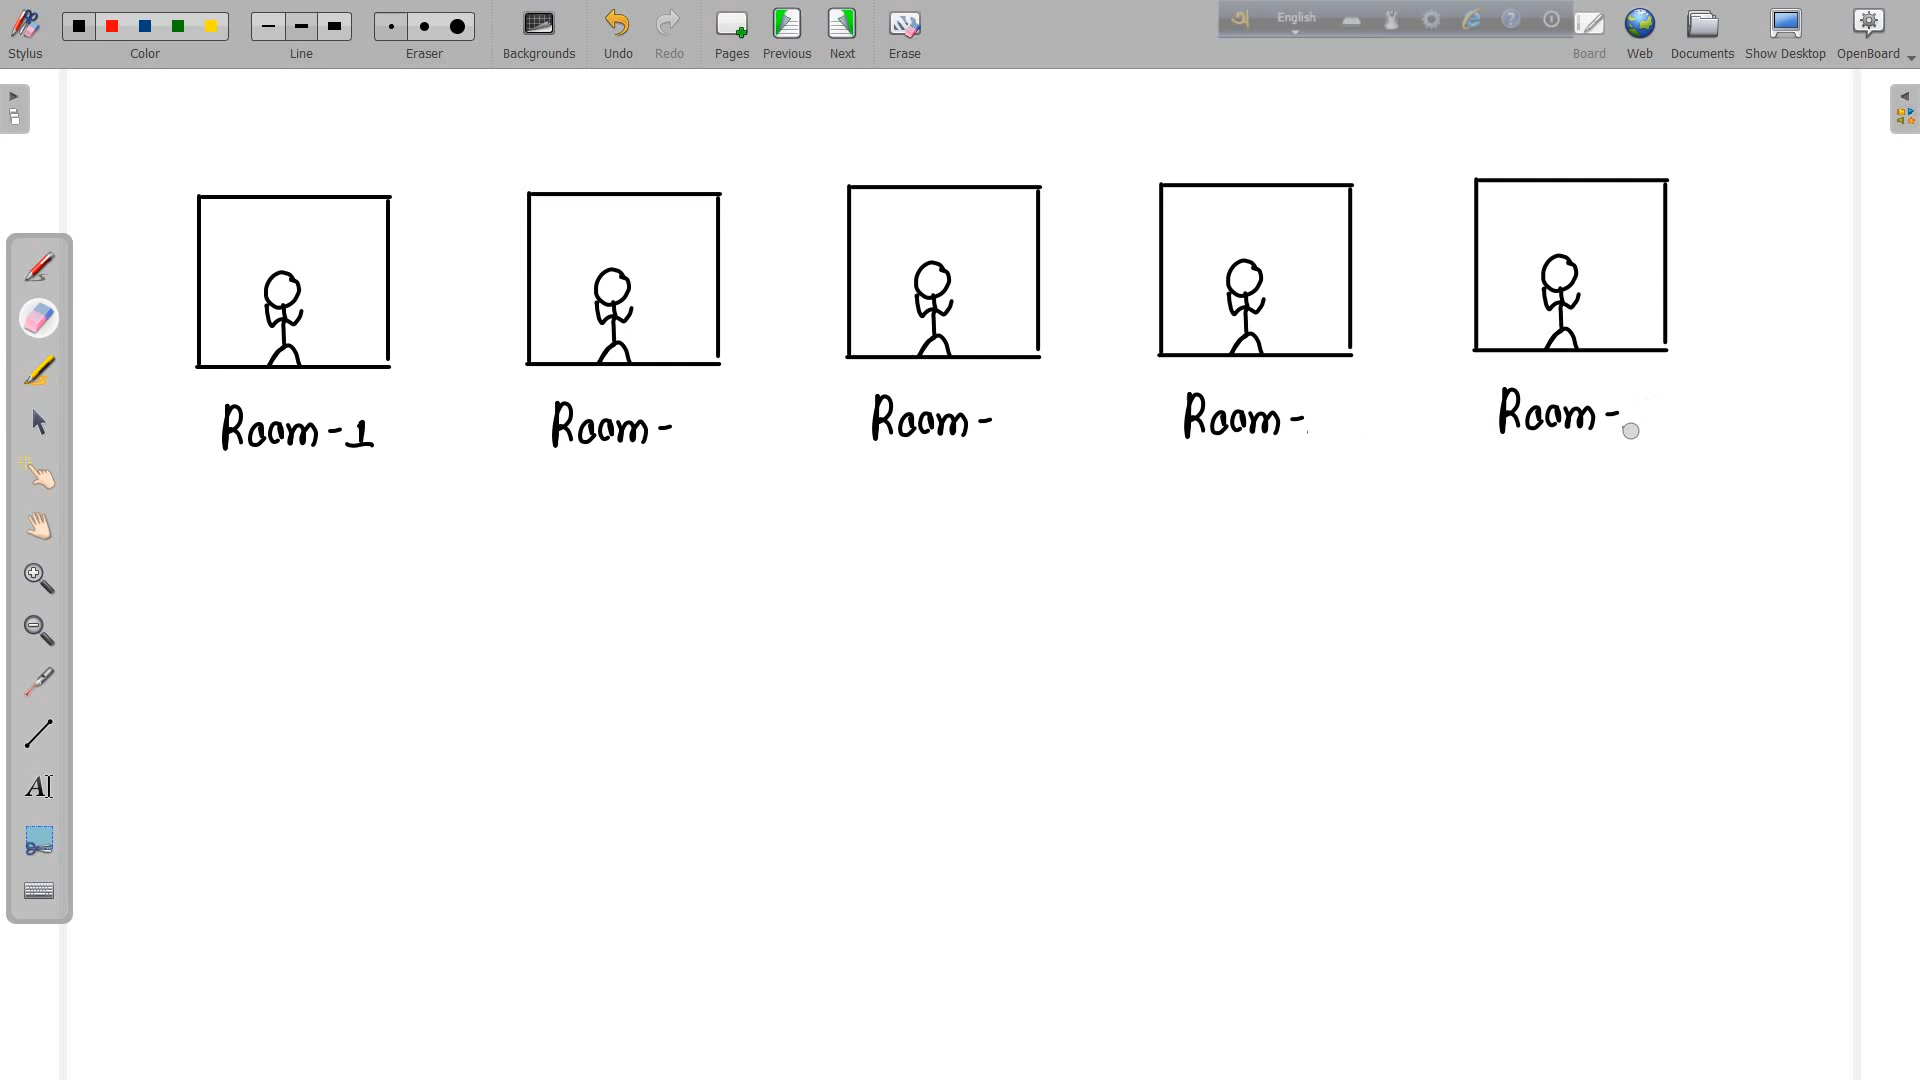 Stylus
Color
Line
Eraser
Backgrounds
Undo
Redo
Pages
Previous
Next
Erase
English
Board
Web
Documents
Show Desktop
OpenBoard
Room-1
Room-
Room-
Room-
Room-